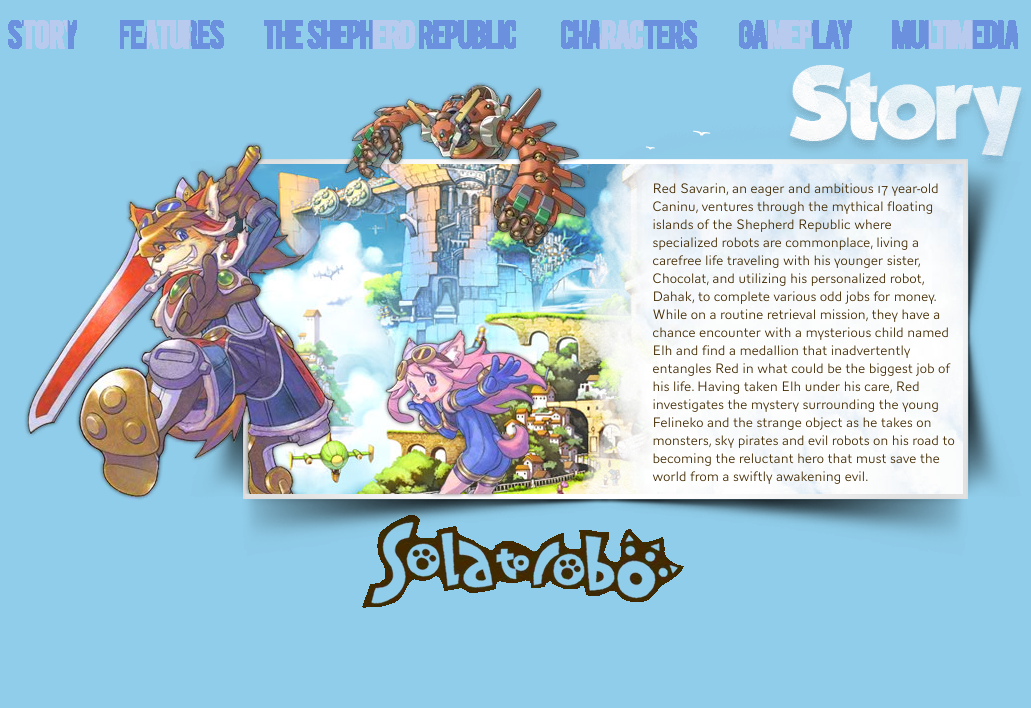 STORY FEATURES THE SHEPHERD REPUBLIC CHARACTERS GAMEPLAY MULTIMEDIA
Story
Red Savarin, an eager and ambitious 17 year-old
Caninu, ventures through the mythical floating
islands of the Shepherd Republic where
specialized robots are commonplace, living a
carefree life traveling with his younger sister,
Chocolat, and utilizing his personalized robot,
Dahak, to complete various odd jobs for money.
While on a routine retrieval mission, they have a
chance encounter with a mysterious child named
Elh and find a medallion that inadvertently
entangles Red in what could be the biggest job of
his life. Having taken Elh under his care, Red
investigates the mystery surrounding the young
Felineko and the strange object as he takes on
monsters, sky pirates and evil robots on his road to
becoming the reluctant hero that must save the
world from a swiftly awakening evil.
Solatorobo